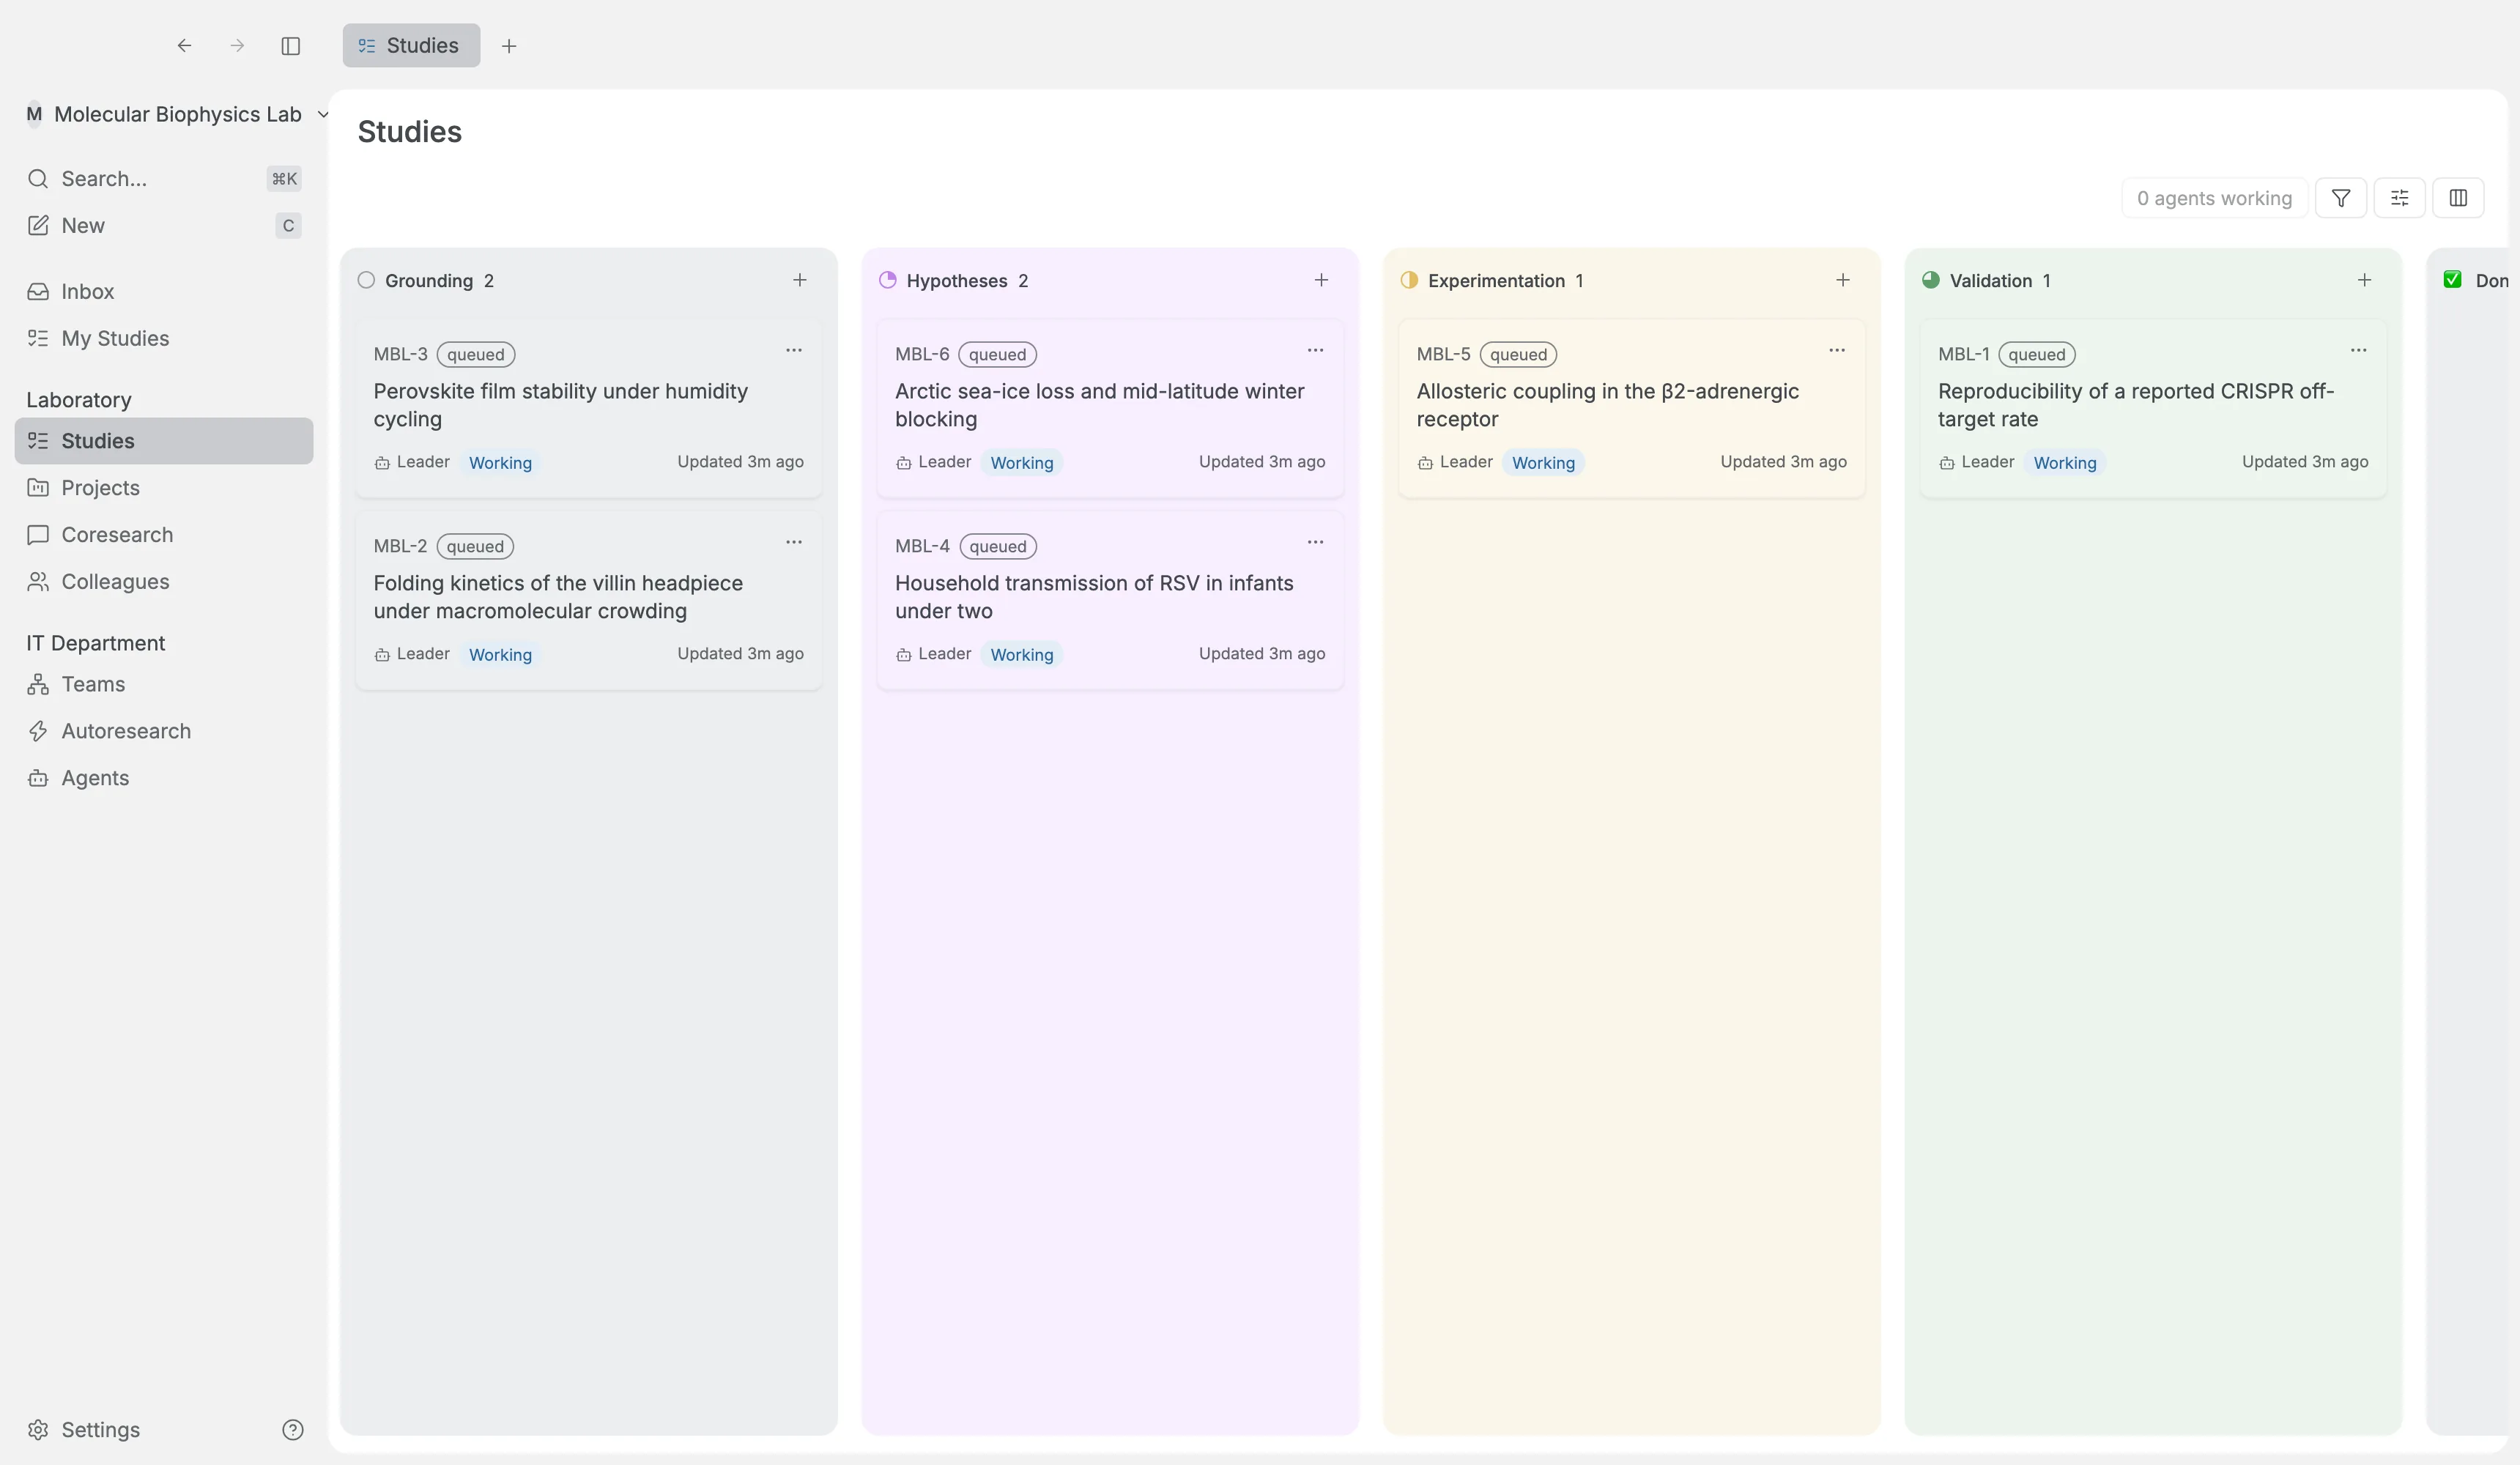 Studies
M Molecular Biophysics Lab
Search... ⌘K
New C
Inbox
My Studies
Laboratory
Studies
Projects
Coresearch
Colleagues
IT Department
Teams
Autoresearch
Agents
Settings
Studies
0 agents working
Grounding 2
MBL-3 queued
Perovskite film stability under humidity
cycling
Leader Working Updated 3m ago
MBL-2 queued
Folding kinetics of the villin headpiece
under macromolecular crowding
Leader Working Updated 3m ago
Hypotheses 2
MBL-6 queued
Arctic sea-ice loss and mid-latitude winter
blocking
Leader Working Updated 3m ago
MBL-4 queued
Household transmission of RSV in infants
under two
Leader Working Updated 3m ago
Experimentation 1
MBL-5 queued
Allosteric coupling in the β2-adrenergic
receptor
Leader Working Updated 3m ago
Validation 1
MBL-1 queued
Reproducibility of a reported CRISPR off-
target rate
Leader Working Updated 3m ago
Don